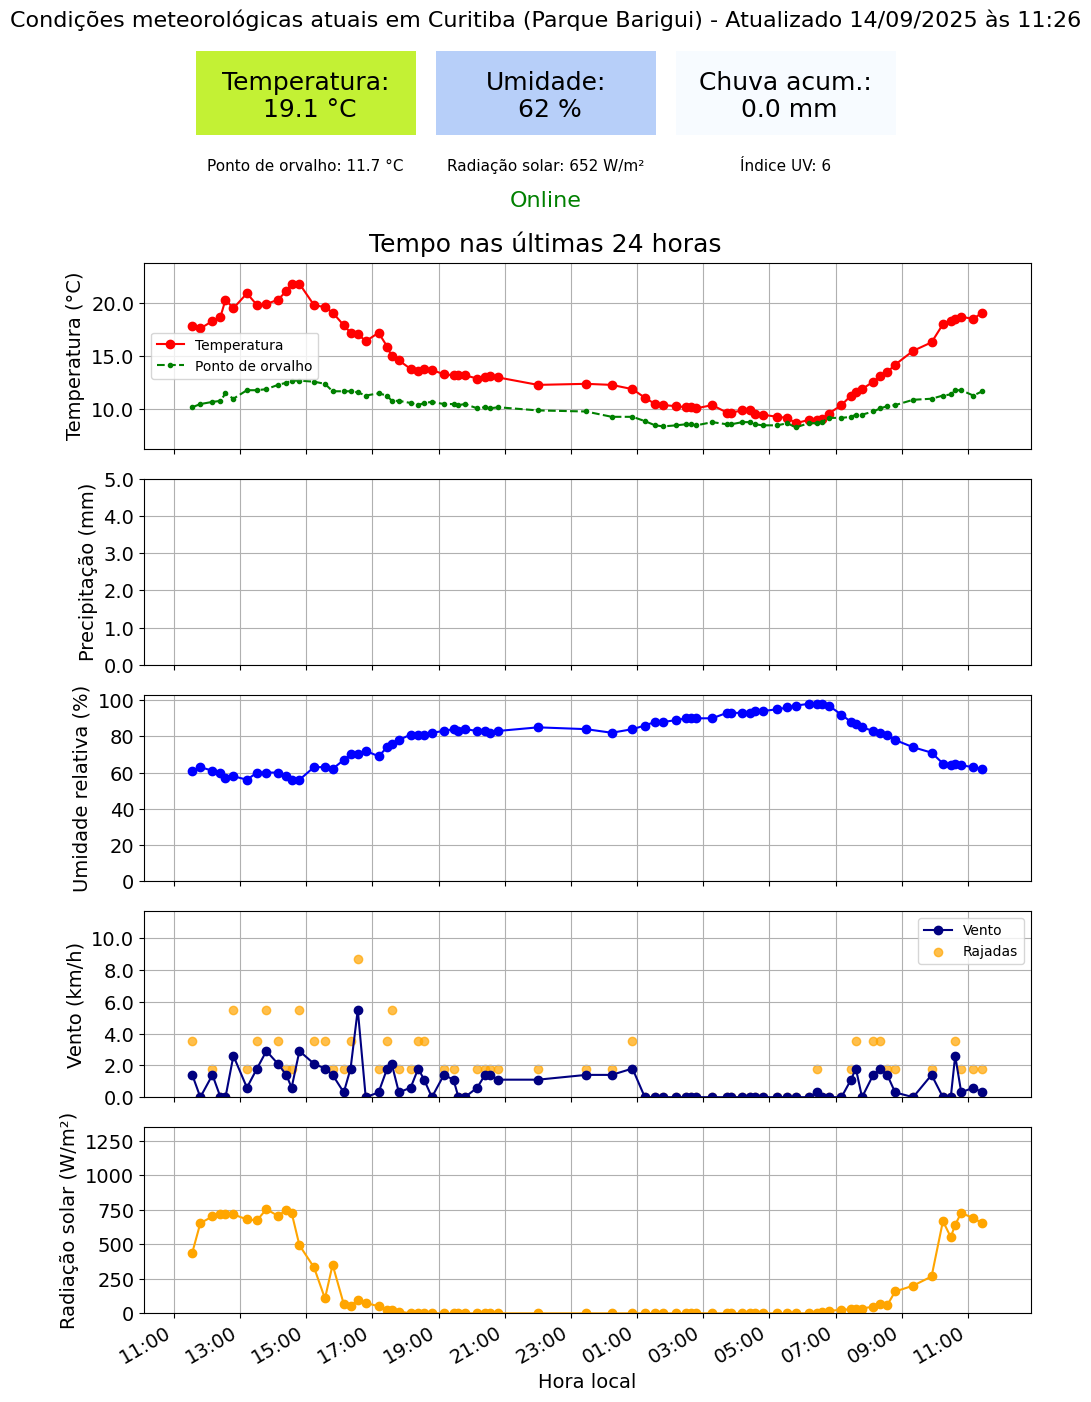 Condições meteorológicas atuais em Curitiba (Parque Barigui) - Atualizado 14/09/2025 às 11:26
Temperatura:
19.1 °C
Umidade:
62 %
Chuva acum.:
0.0 mm
Ponto de orvalho: 11.7 °C
Radiação solar: 652 W/m²
Índice UV: 6
Online
Tempo nas últimas 24 horas
Temperatura (°C)
20.0
15.0
10.0
Temperatura
Ponto de orvalho
Precipitação (mm)
5.0
4.0
3.0
2.0
1.0
0.0
Umidade relativa (%)
100
80
60
40
20
0
Vento (km/h)
10.0
8.0
6.0
4.0
2.0
0.0
Vento
Rajadas
Radiação solar (W/m²)
1250
1000
750
500
250
0
11:00
13:00
15:00
17:00
19:00
21:00
23:00
01:00
03:00
05:00
07:00
09:00
11:00
Hora local